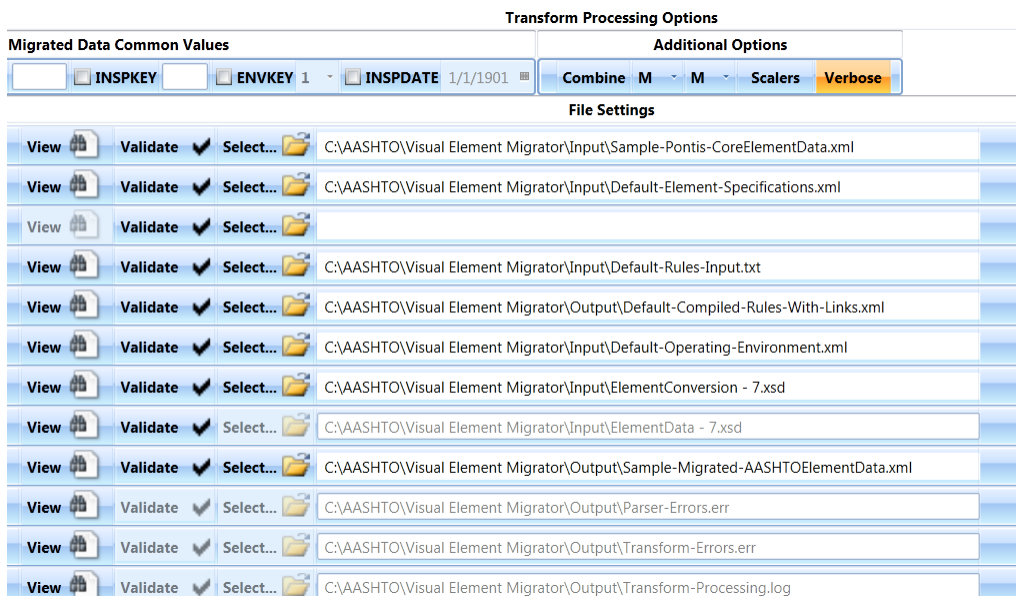 Transform Processing Options
Migrated Data Common Values Additional Options
INSPKEY ENVKEY 1 INSPDATE 1/1/1901 Combine M M Scalers Verbose
File Settings
View Validate Select... C:\AASHTO\Visual Element Migrator\Input\Sample-Pontis-CoreElementData.xml
View Validate Select... C:\AASHTO\Visual Element Migrator\Input\Default-Element-Specifications.xml
View Validate Select...
View Validate Select... C:\AASHTO\Visual Element Migrator\Input\Default-Rules-Input.txt
View Validate Select... C:\AASHTO\Visual Element Migrator\Output\Default-Compiled-Rules-With-Links.xml
View Validate Select... C:\AASHTO\Visual Element Migrator\Input\Default-Operating-Environment.xml
View Validate Select... C:\AASHTO\Visual Element Migrator\Input\ElementConversion - 7.xsd
View Validate Select... C:\AASHTO\Visual Element Migrator\Input\ElementData - 7.xsd
View Validate Select... C:\AASHTO\Visual Element Migrator\Output\Sample-Migrated-AASHTOElementData.xml
View Validate Select... C:\AASHTO\Visual Element Migrator\Output\Parser-Errors.err
View Validate Select... C:\AASHTO\Visual Element Migrator\Output\Transform-Errors.err
View Validate Select... C:\AASHTO\Visual Element Migrator\Output\Transform-Processing.log